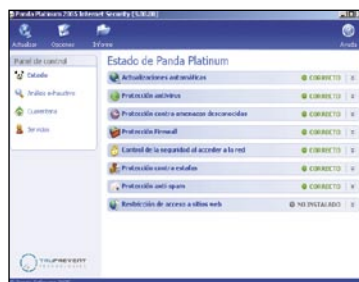 Panda Platinum 2005 Internet Security
Actualizar Opciones Informe Ayuda
Panel de control
Estado
Análisis exhaustivo
Cuarentena
Servicios
Estado de Panda Platinum
Actualizaciones automáticas CORRECTO
Protección antivirus CORRECTO
Protección contra amenazas desconocidas CORRECTO
Protección Firewall CORRECTO
Control de la seguridad al acceder a la red CORRECTO
Protección contra estafas CORRECTO
Protección anti-spam CORRECTO
Restricción de acceso a sitios web NO INSTALADO
TRUPREVENT
TECHNOLOGIES